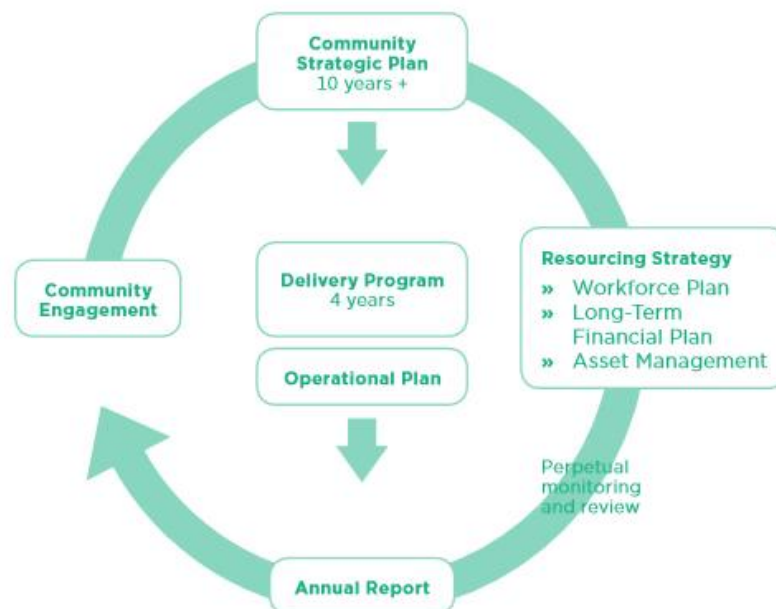 Community
Strategic Plan
10 years +
Community
Engagement
Delivery Program
4 years
Operational Plan
Resourcing Strategy
» Workforce Plan
» Long-Term
Financial Plan
» Asset Management
Perpetual
monitoring
and review
Annual Report